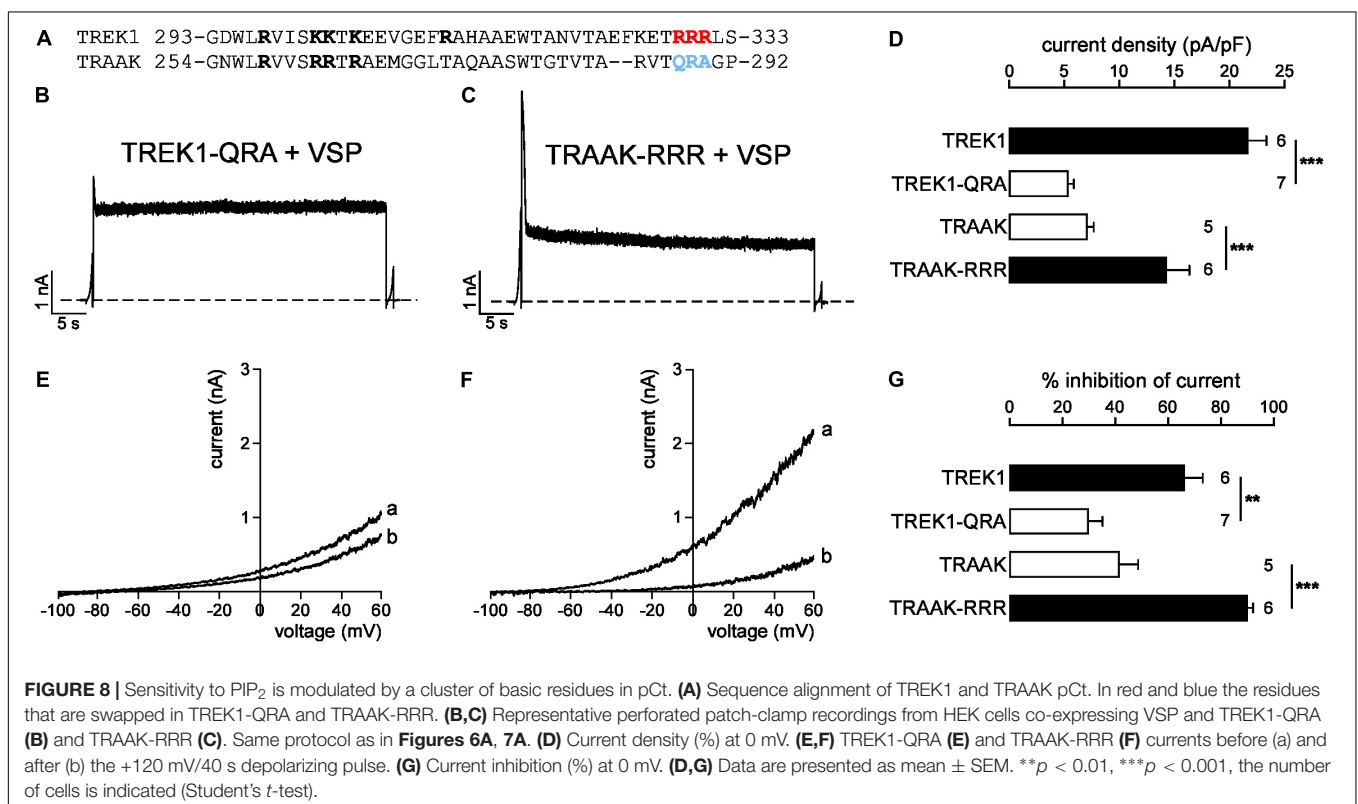 A TREK1 293-GDWLRVISKKTKEEVGEFRAHAAEWTANVTAEFKETRRRLS-333
TRAAK 254-GNWLRVVSRRTRAEMGGLTAQAASWTGTVTA--RVTQRAGP-292
B
TREK1-QRA + VSP
1 nA
5 s
C
TRAAK-RRR + VSP
1 nA
5 s
D
current density (pA/pF)
0 5 10 15 20 25
TREK1 6
TREK1-QRA 7
***
TRAAK 5
TRAAK-RRR 6
***
E
current (nA)
3
2
1
a
b
-100 -80 -60 -40 -20 0 20 40 60
voltage (mV)
F
current (nA)
3
2
1
a
b
-100 -80 -60 -40 -20 0 20 40 60
voltage (mV)
G
% inhibition of current
0 20 40 60 80 100
TREK1 6
TREK1-QRA 7
**
TRAAK 5
TRAAK-RRR 6
***
FIGURE 8 | Sensitivity to PIP2 is modulated by a cluster of basic residues in pCt. (A) Sequence alignment of TREK1 and TRAAK pCt. In red and blue the residues
that are swapped in TREK1-QRA and TRAAK-RRR. (B,C) Representative perforated patch-clamp recordings from HEK cells co-expressing VSP and TREK1-QRA
(B) and TRAAK-RRR (C). Same protocol as in Figures 6A, 7A. (D) Current density (%) at 0 mV. (E,F) TREK1-QRA (E) and TRAAK-RRR (F) currents before (a) and
after (b) the +120 mV/40 s depolarizing pulse. (G) Current inhibition (%) at 0 mV. (D,G) Data are presented as mean ± SEM. **p < 0.01, ***p < 0.001, the number
of cells is indicated (Student's t-test).